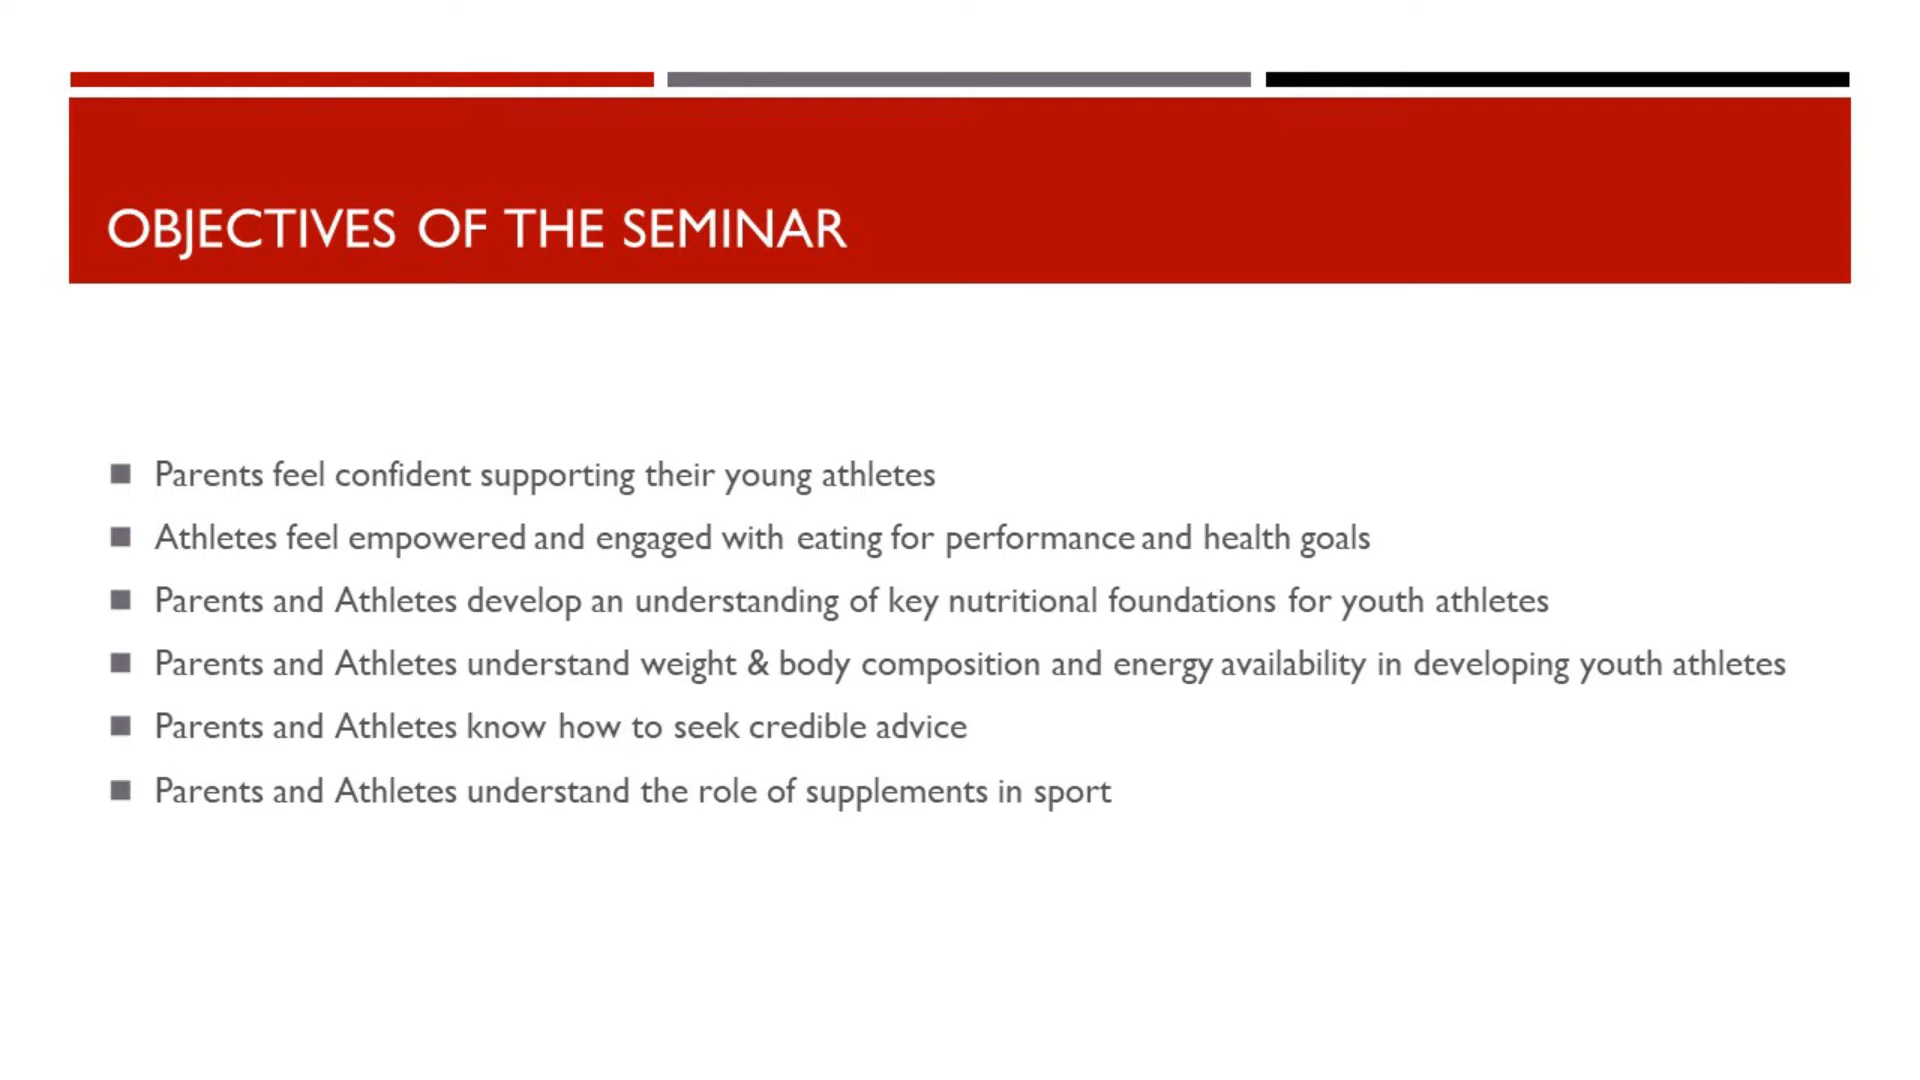 OBJECTIVES OF THE SEMINAR
Parents feel confident supporting their young athletes
Athletes feel empowered and engaged with eating for performance and health goals
Parents and Athletes develop an understanding of key nutritional foundations for youth athletes
Parents and Athletes understand weight & body composition and energy availability in developing youth athletes
Parents and Athletes know how to seek credible advice
Parents and Athletes understand the role of supplements in sport